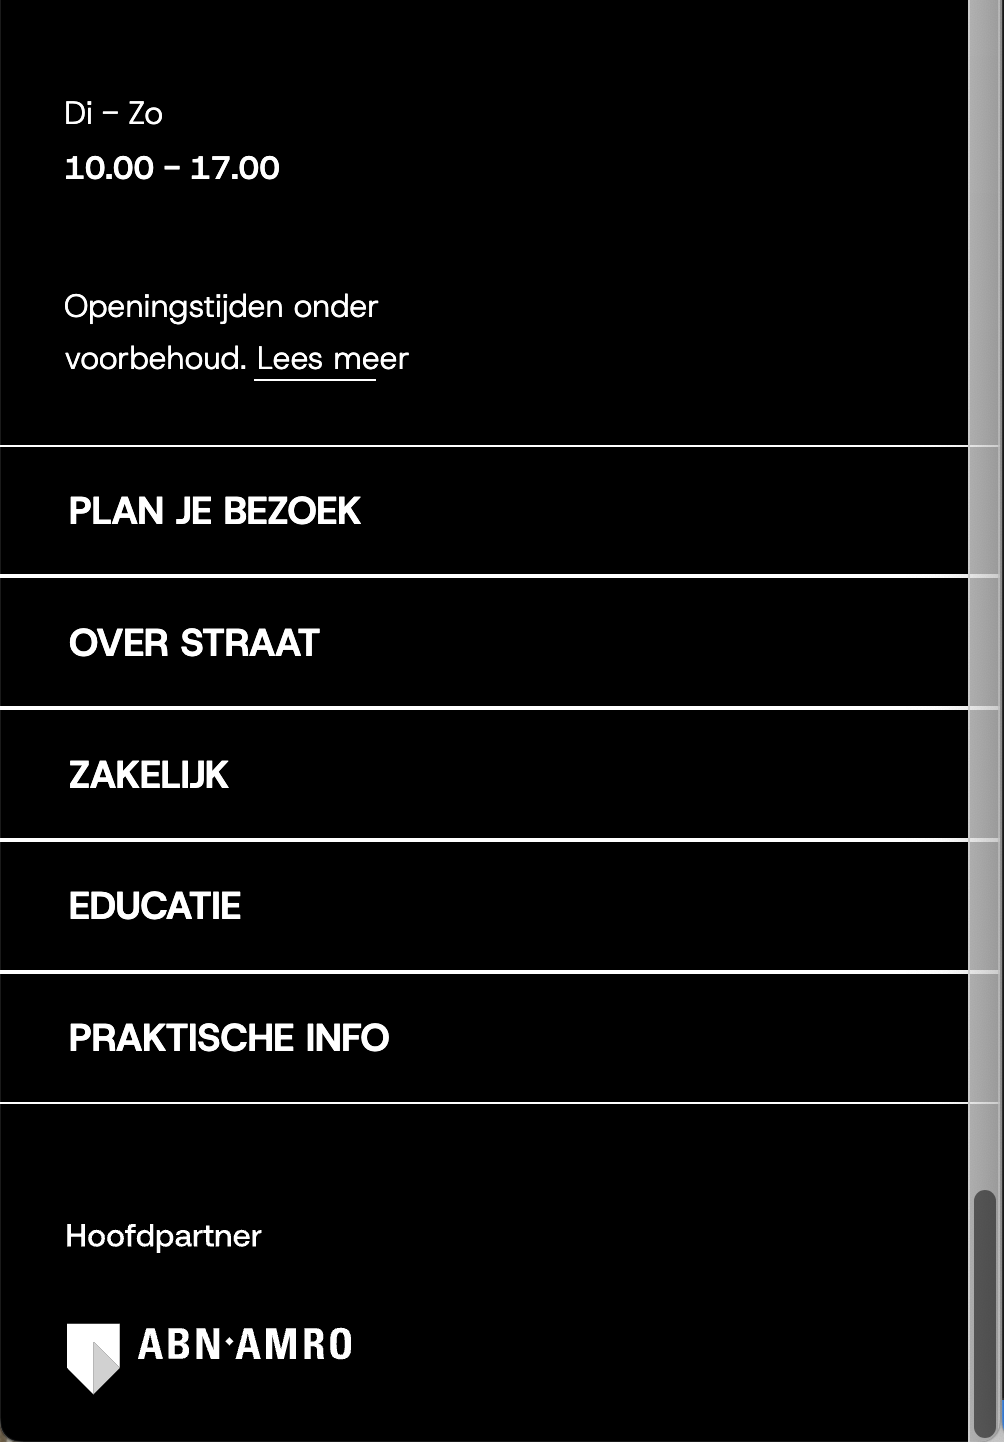 Di – Zo
10.00 – 17.00
Openingstijden onder
voorbehoud. Lees meer
PLAN JE BEZOEK
OVER STRAAT
ZAKELIJK
EDUCATIE
PRAKTISCHE INFO
Hoofdpartner
ABN·AMRO